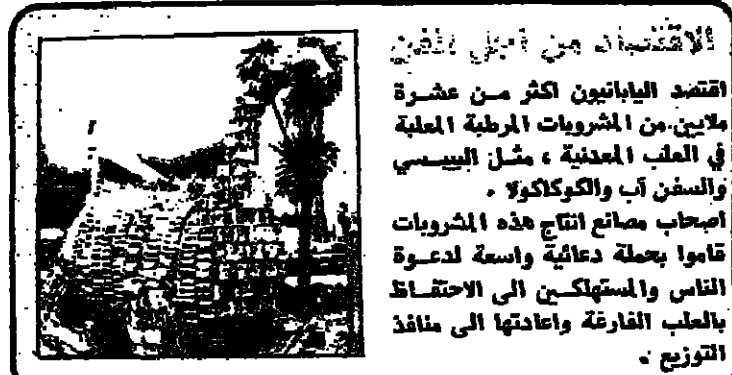 الاقتصاد من أجل الفن
اقتصد اليابانيون اكثر من عشرة
ملايين من المشروبات المرطبة المعلبة
في العلب المعدنية ، مثل البيبسي
والسفن آب والكوكاكولا .
اصحاب مصانع انتاج هذه المشروبات
قاموا بحملة دعائية واسعة لدعوة
الناس والمستهلكين الى الاحتفاظ
بالعلب الفارغة واعادتها الى منافذ
التوزيع .